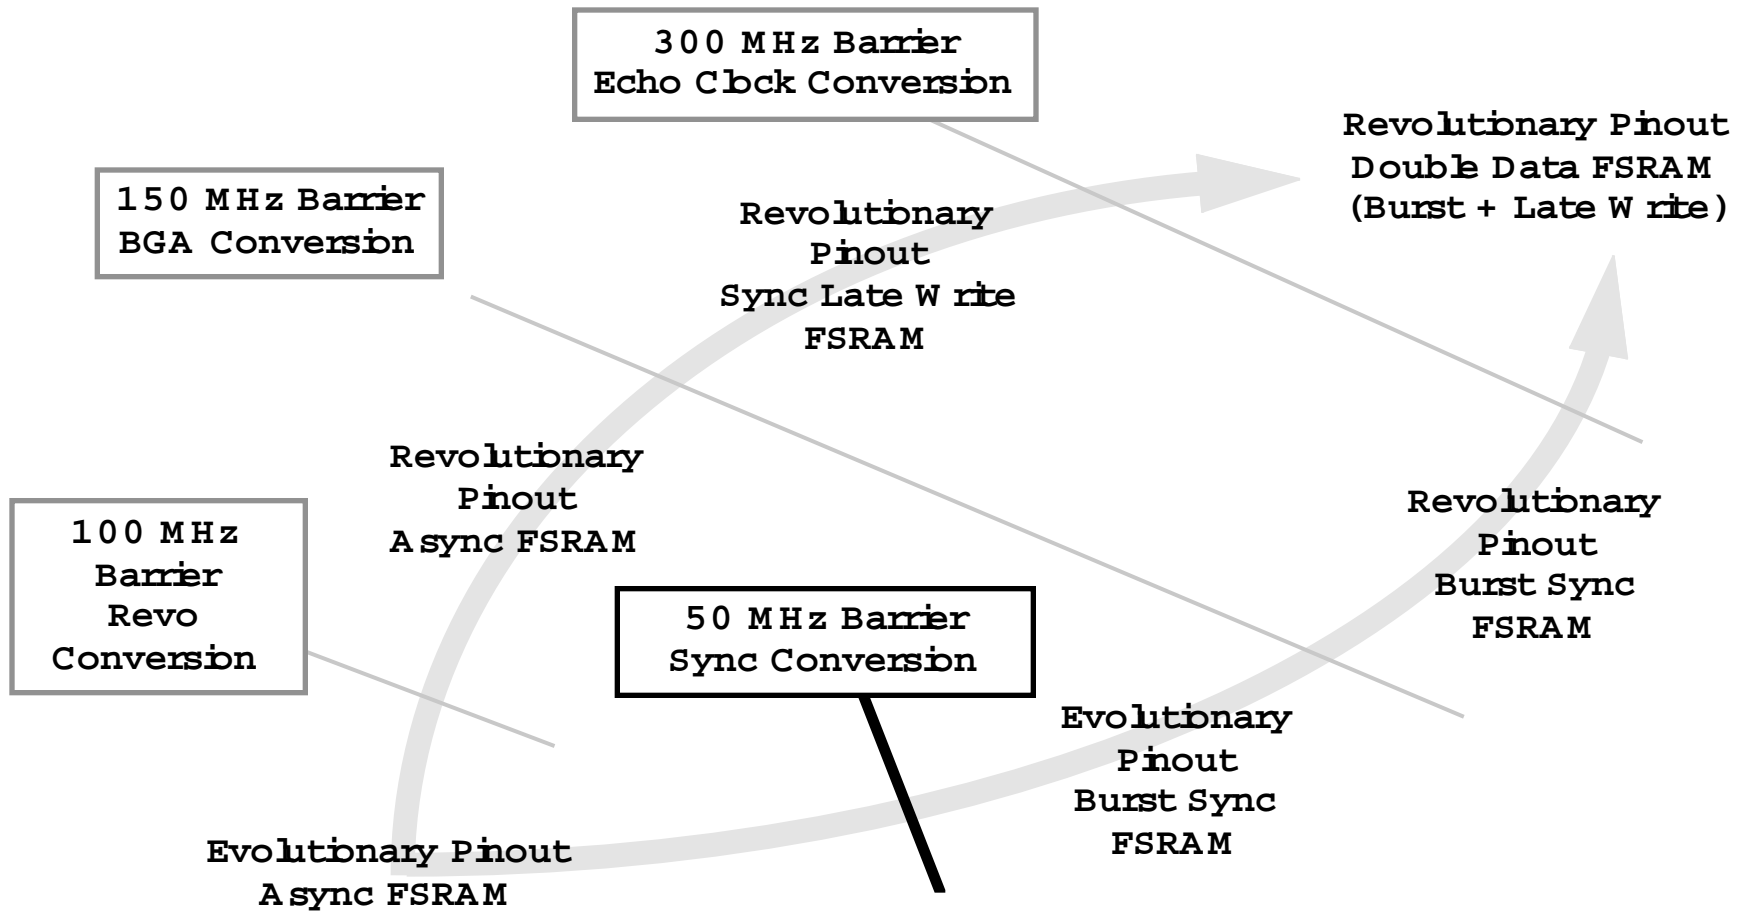 300 MHz Barrier
Echo Clock Conversion
Revolutionary Pinout
Double Data FSRAM
(Burst + Late Write)
150 MHz Barrier
BGA Conversion
Revolutionary
Pinout
Sync Late Write
FSRAM
Revolutionary
Pinout
Async FSRAM
100 MHz
Barrier
Revo
Conversion
50 MHz Barrier
Sync Conversion
Revolutionary
Pinout
Burst Sync
FSRAM
Evolutionary
Pinout
Burst Sync
FSRAM
Evolutionary Pinout
Async FSRAM